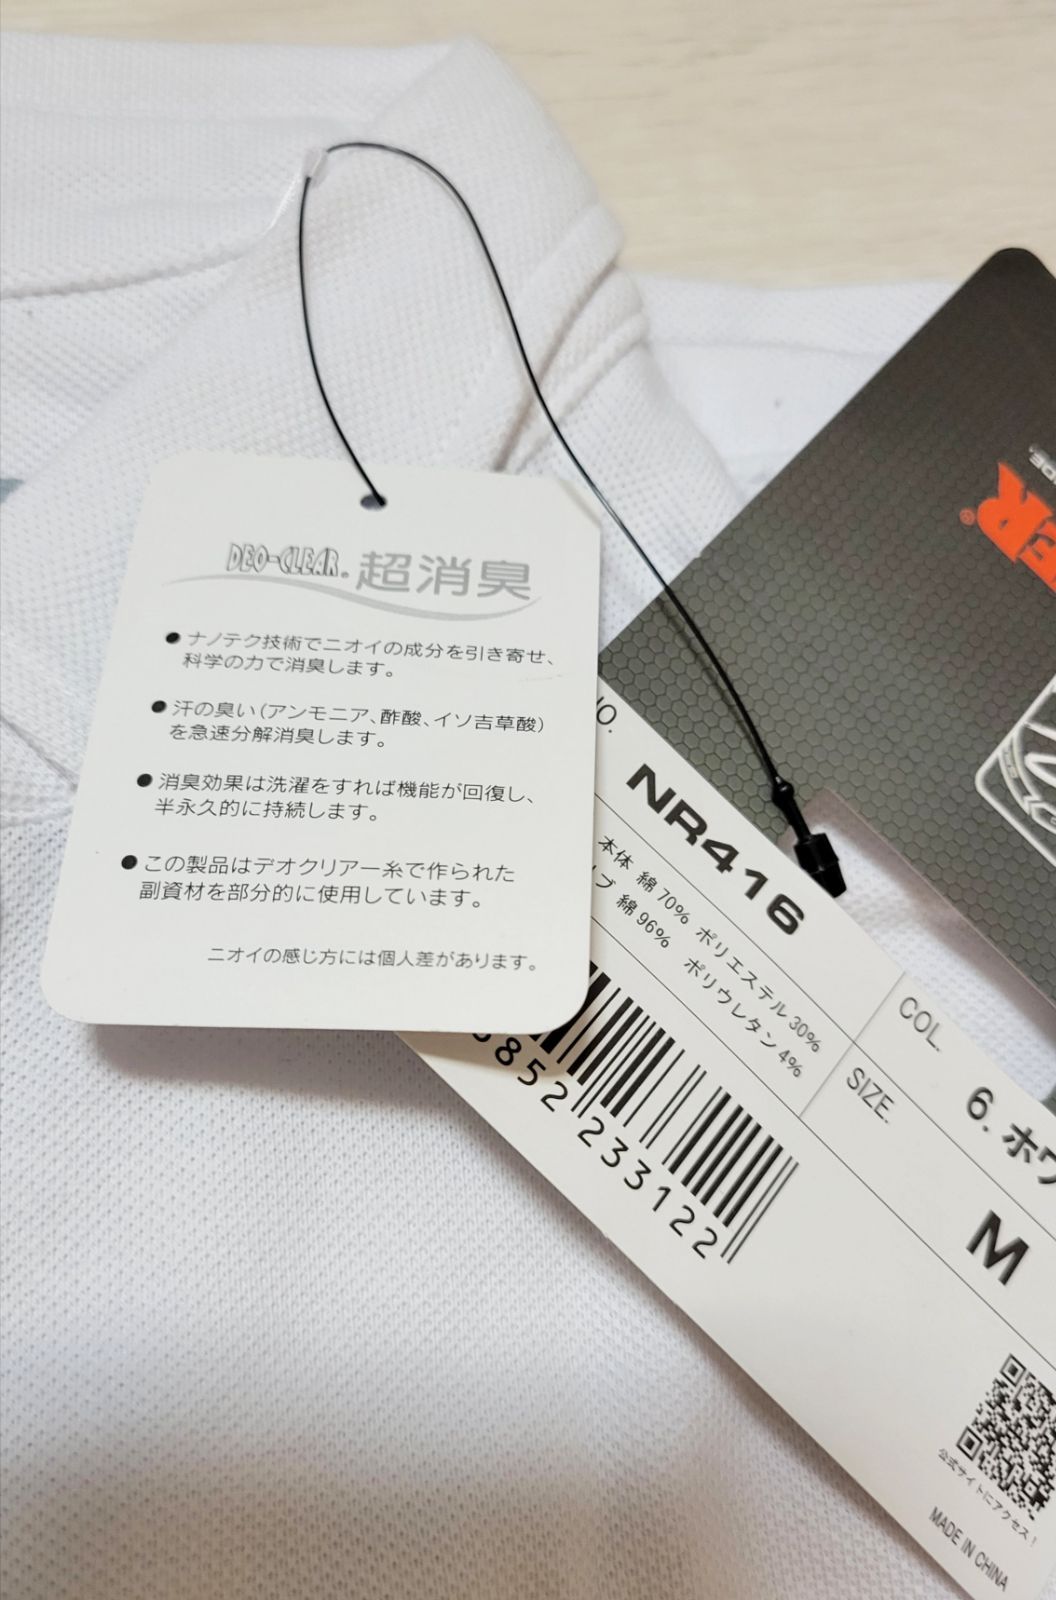 DEO-CLEAR® 超消臭
●ナノテク技術でニオイの成分を引き寄せ、
科学の力で消臭します。
●汗の臭い(アンモニア、酢酸、イソ吉草酸)
を急速分解消臭します。
●消臭効果は洗濯をすれば機能が回復し、
半永久的に持続します。
●この製品はデオクリアー糸で作られた
副資材を部分的に使用しています。
ニオイの感じ方には個人差があります。
NR416
本体 綿70% ポリエステル30%
綿96% ポリウレタン4%
852233122
COL.
6. ホワ
SIZE.
M
公式サイトにアクセス!
MADE IN CHINA